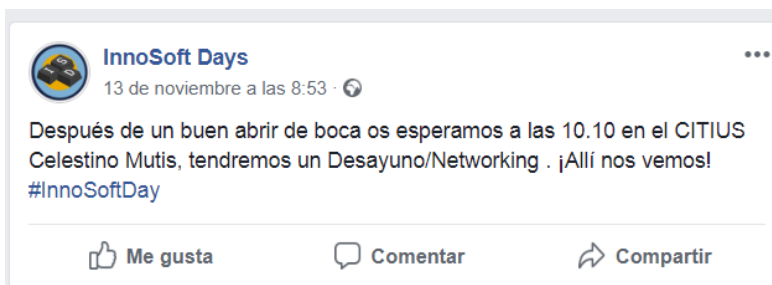 InnoSoft Days
13 de noviembre a las 8:53 ·
Después de un buen abrir de boca os esperamos a las 10.10 en el CITIUS
Celestino Mutis, tendremos un Desayuno/Networking . ¡Allí nos vemos!
#InnoSoftDay
Me gusta Comentar Compartir